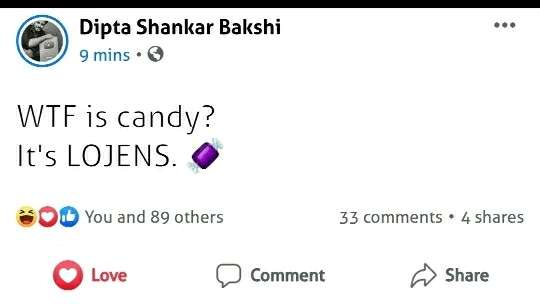 Dipta Shankar Bakshi
9 mins •
WTF is candy?
It's LOJENS. 🍬
You and 89 others
33 comments • 4 shares
Love
Comment
Share